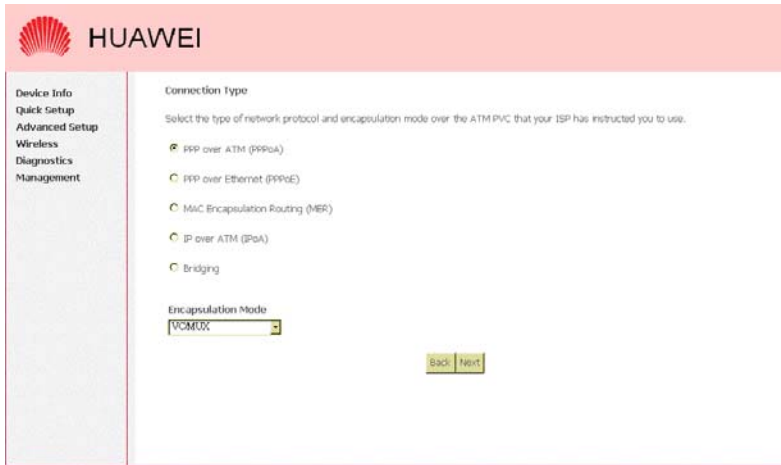 HUAWEI
Device Info
Quick Setup
Advanced Setup
Wireless
Diagnostics
Management
Connection Type
Select the type of network protocol and encapsulation mode over the ATM PVC that your ISP has instructed you to use.
PPP over ATM (PPPoA)
PPP over Ethernet (PPPoE)
MAC Encapsulation Routing (MER)
IP over ATM (IPoA)
Bridging
Encapsulation Mode
VC/MUX
Back Next